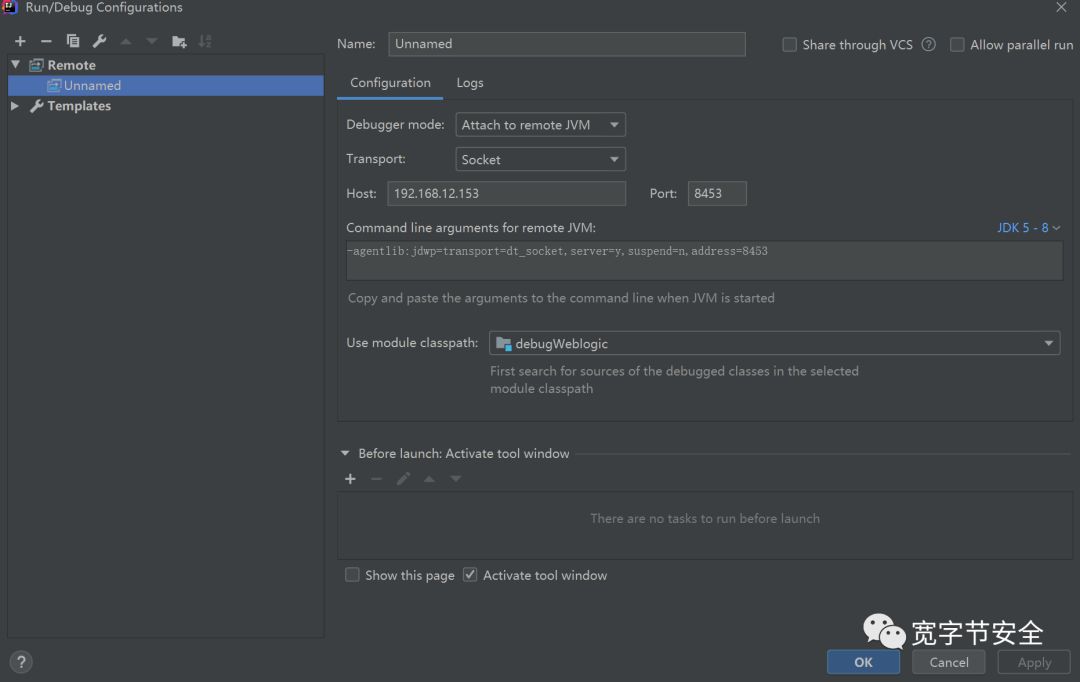 Run/Debug Configurations
Remote
Unnamed
Templates
Name: Unnamed Share through VCS ? Allow parallel run
Configuration Logs
Debugger mode: Attach to remote JVM
Transport: Socket
Host: 192.168.12.153 Port: 8453
Command line arguments for remote JVM: JDK 5 - 8
-agentlib:jdwp=transport=dt_socket,server=y,suspend=n,address=8453
Copy and paste the arguments to the command line when JVM is started
Use module classpath: debugWeblogic
First search for sources of the debugged classes in the selected
module classpath
Before launch: Activate tool window
There are no tasks to run before launch
Show this page Activate tool window
宽字节安全
? OK Cancel Apply